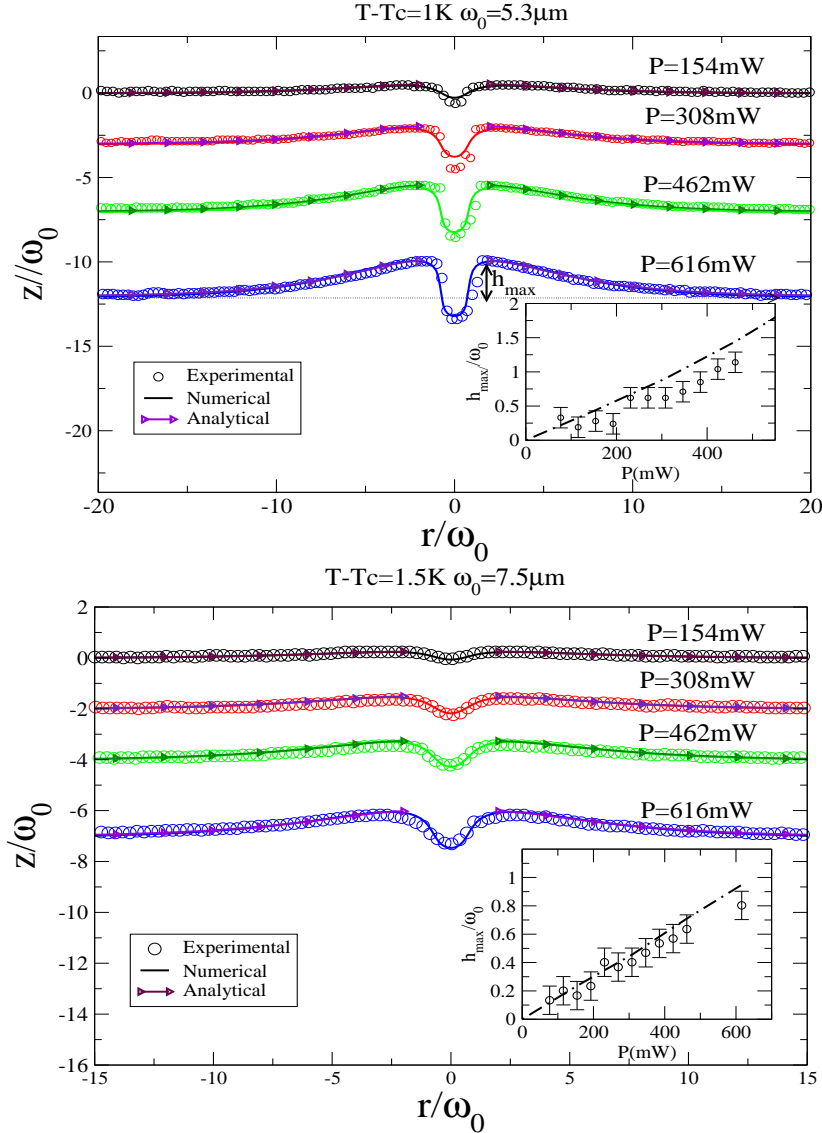 T-Tc=1K ω₀=5.3μm
P=154mW
P=308mW
P=462mW
P=616mW
h_max
z//ω₀
0
-5
-10
-15
-20
Experimental
Numerical
Analytical
h_max/ω₀
2
1.5
1
0.5
0
0 200 400
P(mW)
-20 -10 0 10 20
r/ω₀
T-Tc=1.5K ω₀=7.5μm
P=154mW
P=308mW
P=462mW
P=616mW
z/ω₀
2
0
-2
-4
-6
-8
-10
-12
-14
-16
Experimental
Numerical
Analytical
h_max/ω₀
1
0.8
0.6
0.4
0.2
0
0 200 400 600
P(mW)
-15 -10 -5 0 5 10 15
r/ω₀